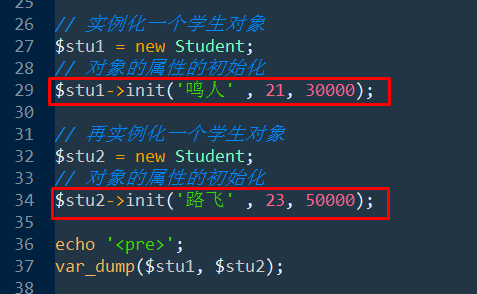 25
26 // 实例化一个学生对象
27 $stu1 = new Student;
28 // 对象的属性的初始化
29 $stu1->init('鸣人' , 21, 30000);
30
31 // 再实例化一个学生对象
32 $stu2 = new Student;
33 // 对象的属性的初始化
34 $stu2->init('路飞' , 23, 50000);
35
36 echo '<pre>';
37 var_dump($stu1, $stu2);
38